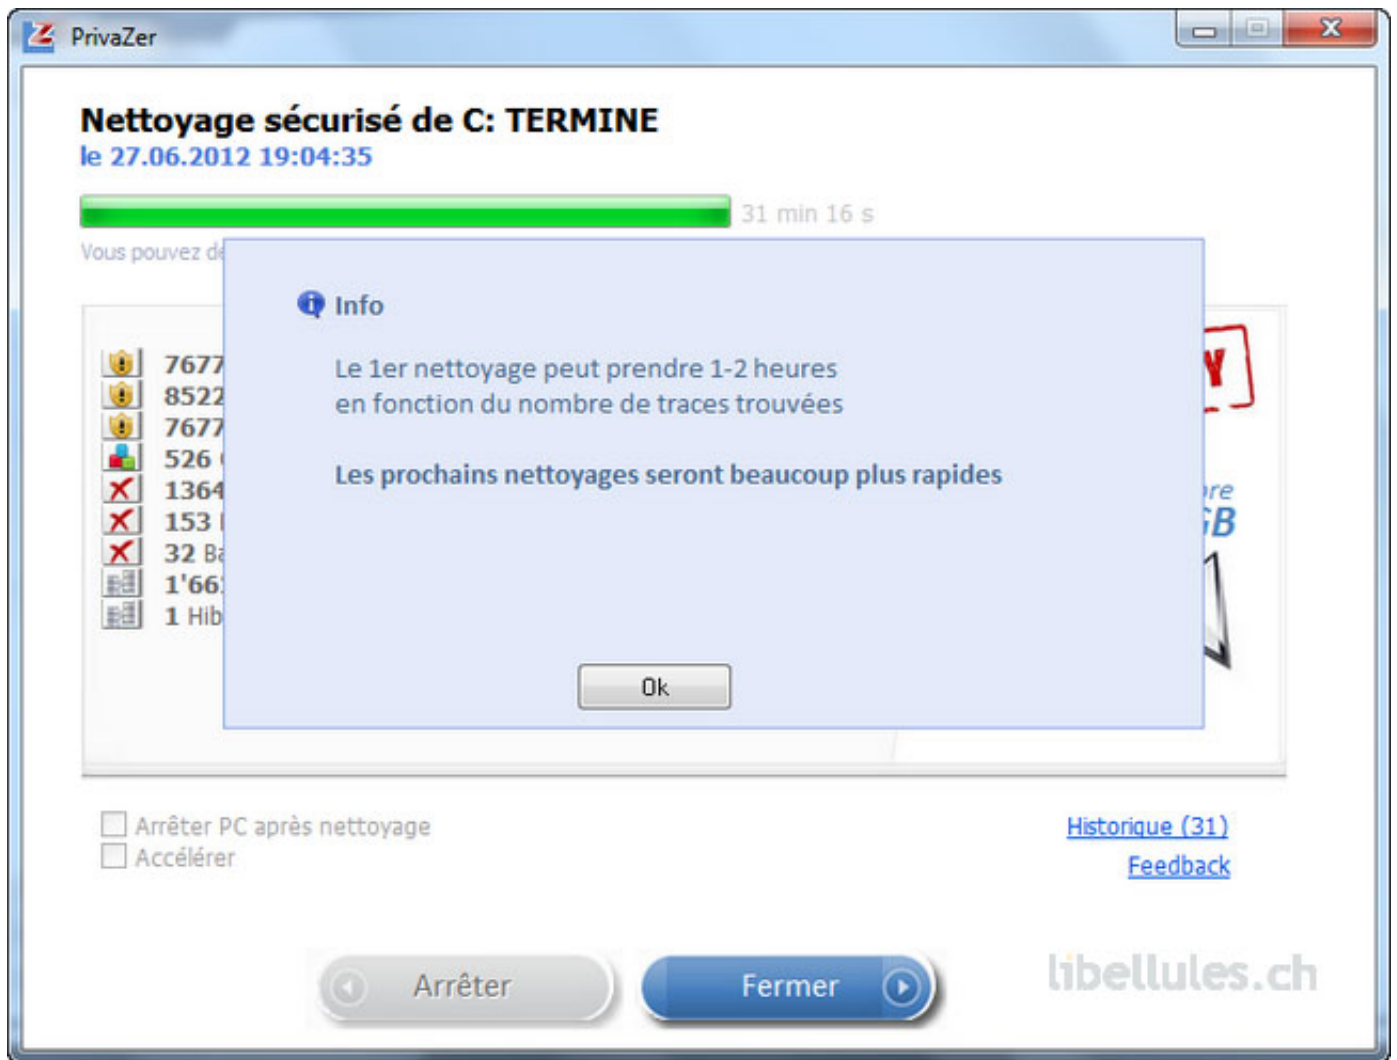 PrivaZer
Nettoyage sécurisé de C: TERMINE
le 27.06.2012 19:04:35
31 min 16 s
Vous pouvez
Info
Le 1er nettoyage peut prendre 1-2 heures
en fonction du nombre de traces trouvées
Les prochains nettoyages seront beaucoup plus rapides
Ok
7677
8522
7677
526
1364
153
32
1'66
1
Arrêter PC après nettoyage
Accélérer
Historique (31)
Feedback
Arrêter
Fermer
libellules.ch